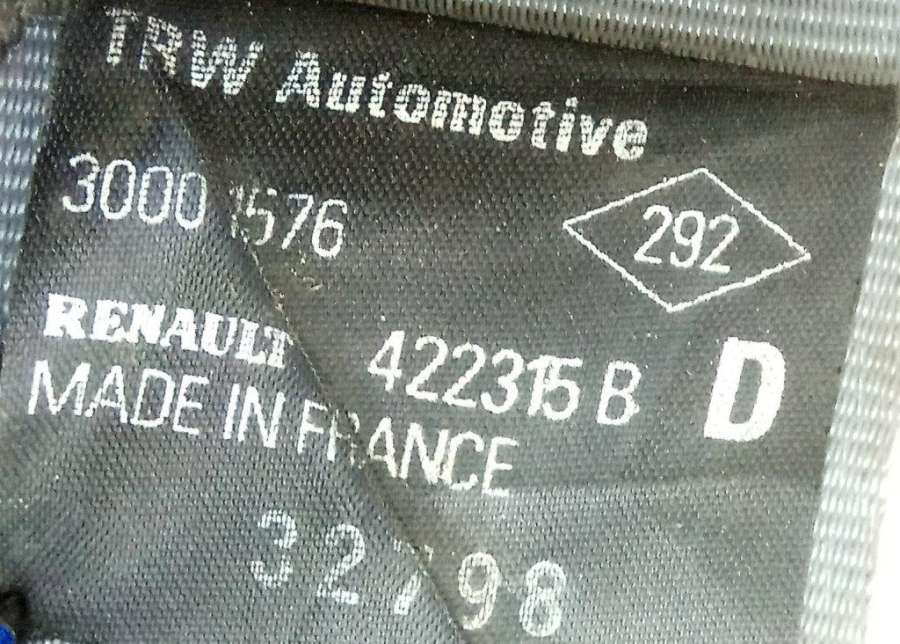 TRW Automotive
30001576
292
RENAULT 422315 B D
MADE IN FRANCE
32798